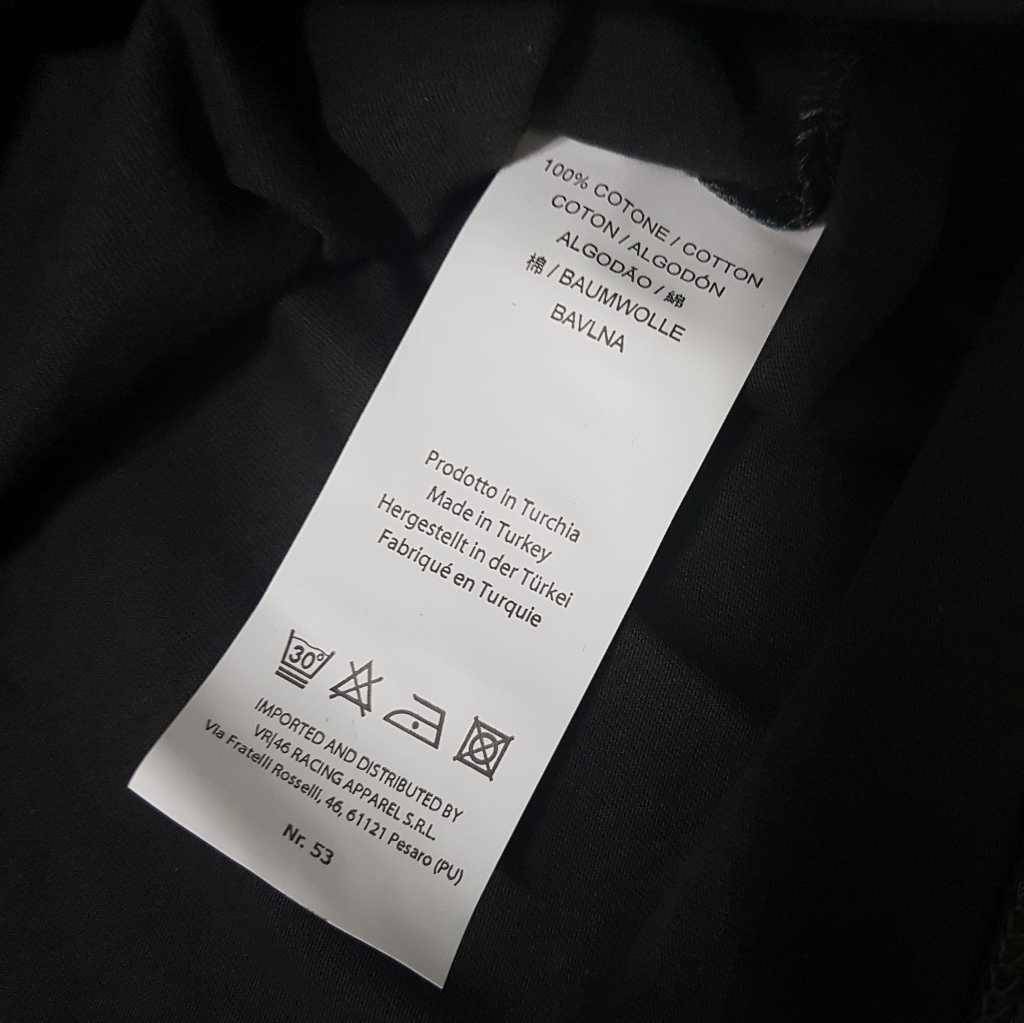 100% COTONE / COTTON
COTON / ALGODÓN
ALGODÃO / 綿
棉 / BAUMWOLLE
BAVLNA
Prodotto in Turchia
Made in Turkey
Hergestellt in der Türkei
Fabriqué en Turquie
30°
IMPORTED AND DISTRIBUTED BY
VR|46 RACING APPAREL S.R.L.
Via Fratelli Rosselli, 46, 61121 Pesaro (PU)
Nr. 53